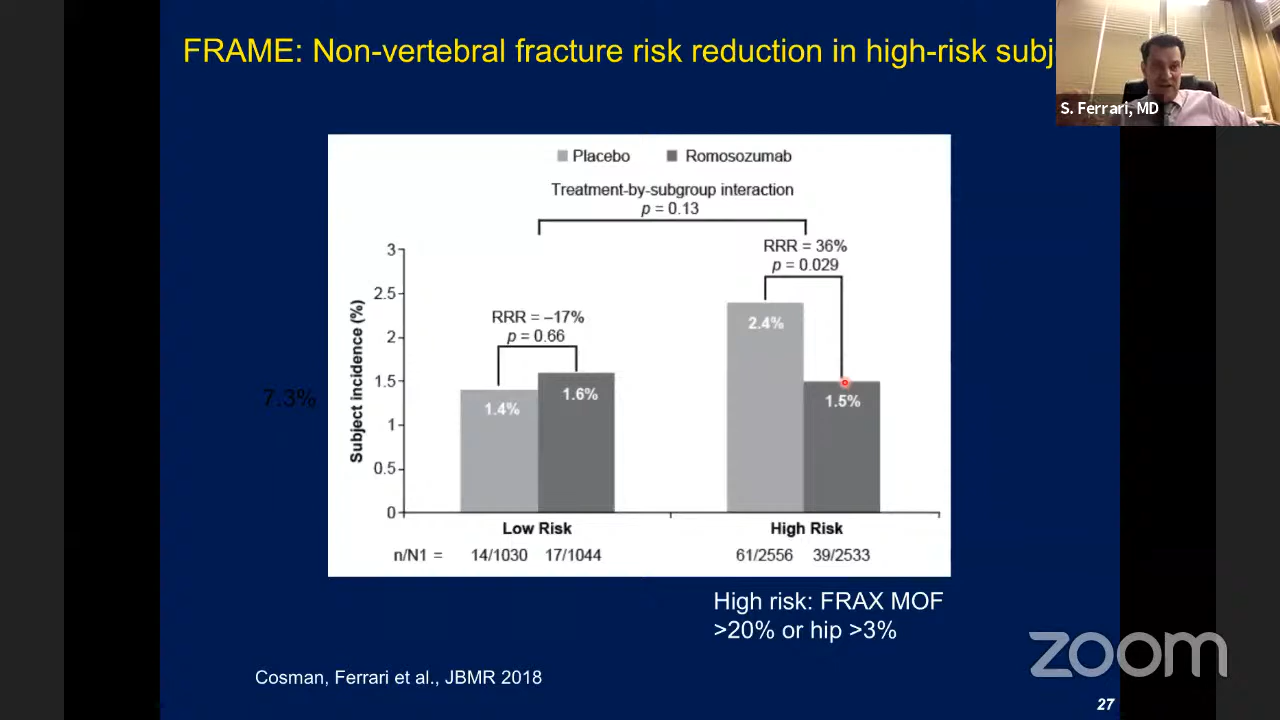 FRAME: Non-vertebral fracture risk reduction in high-risk
S. Ferrari, MD
Placebo Romosozumab
Treatment-by-subgroup interaction
p = 0.13
RRR = 36%
p = 0.029
RRR = –17%
p = 0.66
Subject incidence (%)
3
2.5
2
1.5
1
0.5
0
2.4%
1.4%
1.6%
1.5%
7.3%
Low Risk High Risk
n/N1 = 14/1030 17/1044 61/2556 39/2533
High risk: FRAX MOF
>20% or hip >3%
Cosman, Ferrari et al., JBMR 2018
zoom
27